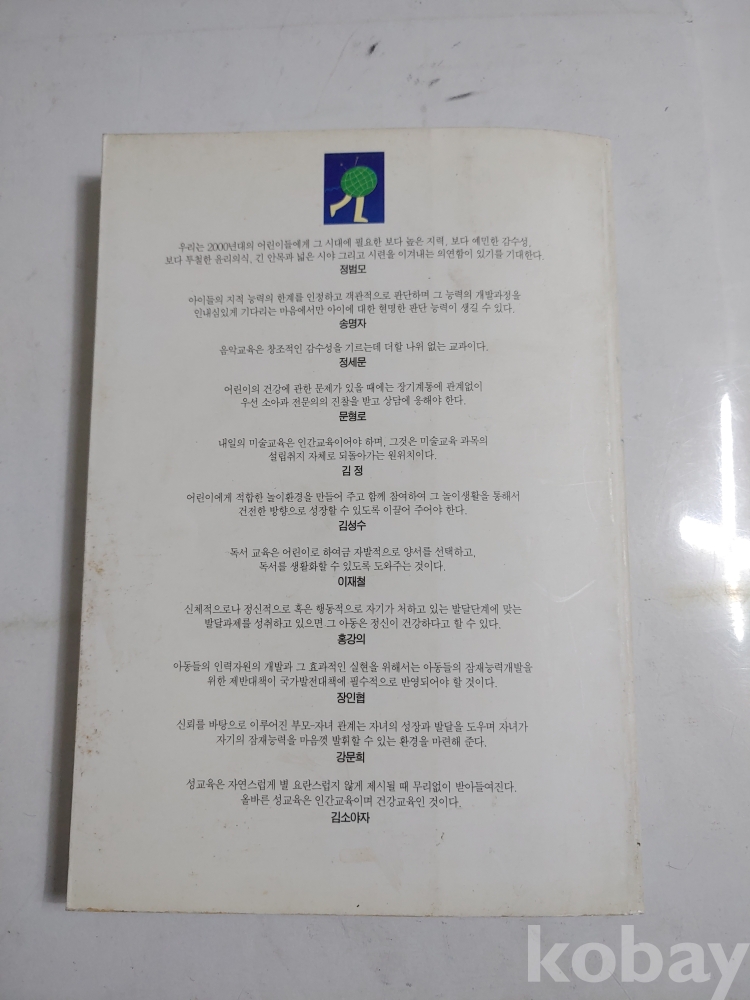 우리는 2000년대의 어린이들에게 그 시대에 필요한 보다 높은 지력, 보다 예민한 감수성,
보다 투철한 윤리의식, 긴 안목과 넓은 시야 그리고 시련을 이겨내는 의연함이 있기를 기대한다.
정범모
아이들의 지적 능력의 한계를 인정하고 객관적으로 판단하며 그 능력의 개발과정을
인내심있게 기다리는 마음에서만 아이에 대한 현명한 판단 능력이 생길 수 있다.
송명자
음악교육은 창조적인 감수성을 기르는데 더할 나위 없는 교과이다.
정세문
어린이의 건강에 관한 문제가 있을 때에는 장기계통에 관계없이
우선 소아과 전문의의 진찰을 받고 상담에 응해야 한다.
문형로
내일의 미술교육은 인간교육이어야 하며, 그것은 미술교육 과목의
설립취지 자체로 되돌아가는 원위치이다.
김 정
어린이에게 적합한 놀이환경을 만들어 주고 함께 참여하여 그 놀이생활을 통해서
건전한 방향으로 성장할 수 있도록 이끌어 주어야 한다.
김성수
독서 교육은 어린이로 하여금 자발적으로 양서를 선택하고,
독서를 생활화할 수 있도록 도와주는 것이다.
이재철
신체적으로나 정신적으로 혹은 행동적으로 자기가 처하고 있는 발달단계에 맞는
발달과제를 성취하고 있으면 그 아동은 정신이 건강하다고 할 수 있다.
홍강의
아동들의 인력자원의 개발과 그 효과적인 실현을 위해서는 아동들의 잠재능력개발을
위한 제반대책이 국가발전대책에 필수적으로 반영되어야 할 것이다.
장인협
신뢰를 바탕으로 이루어진 부모-자녀 관계는 자녀의 성장과 발달을 도우며 자녀가
자기의 잠재능력을 마음껏 발휘할 수 있는 환경을 마련해 준다.
강문희
성교육은 자연스럽게 별 요란스럽지 않게 제시될 때 무리없이 받아들여진다.
올바른 성교육은 인간교육이며 건강교육인 것이다.
김소야자
kobay